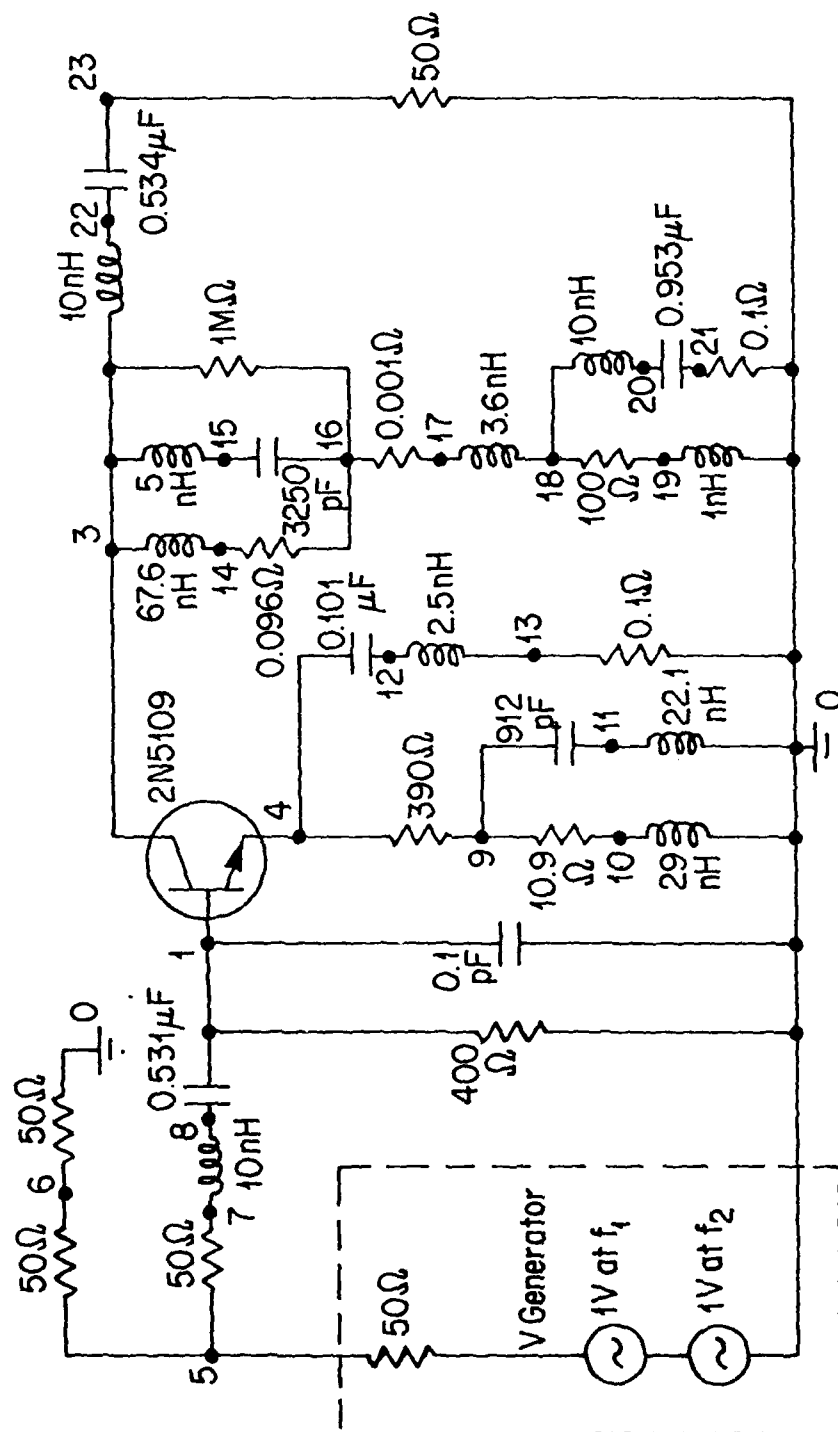 50Ω
6
50Ω
0
5
50Ω
7
10nH
8
0.531μF
1
400
Ω
0.1
pF
50Ω
V Generator
1V at f₁
1V at f₂
2N5109
4
390Ω
9
10.9
Ω
10
29
nH
912
pF
11
22.1
nH
0
0.101
μF
12
2.5nH
13
0.1Ω
3
67.6
nH
14
0.096Ω
5
nH
15
3250
pF
16
1MΩ
0.001Ω
17
3.6nH
18
100
Ω
19
1nH
10nH
20
0.953μF
21
0.1Ω
10nH
22
0.534μF
23
50Ω